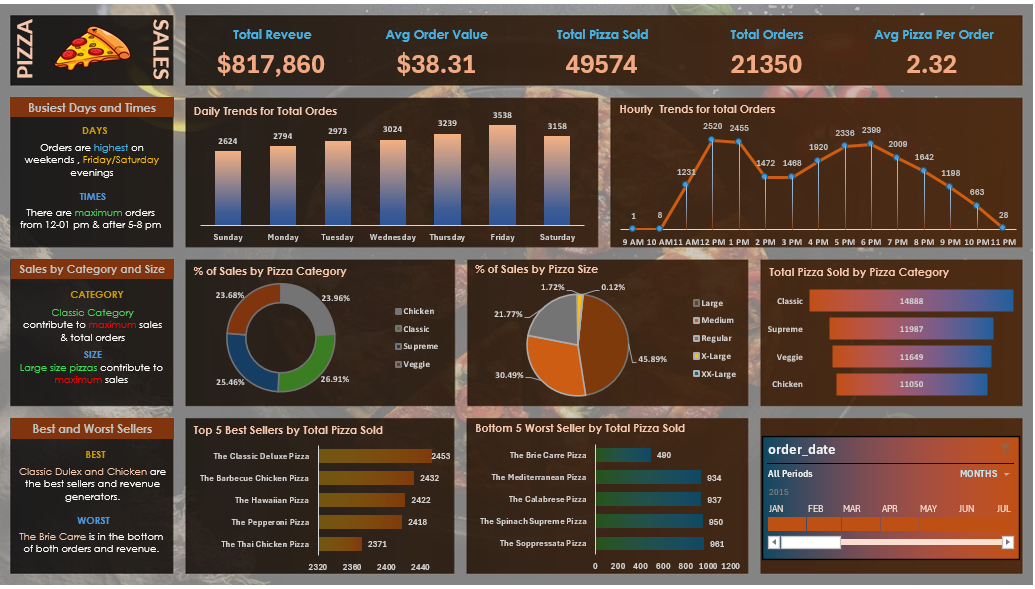 PIZZA
SALES
Total Reveue
$817,860
Avg Order Value
$38.31
Total Pizza Sold
49574
Total Orders
21350
Avg Pizza Per Order
2.32
Busiest Days and Times
DAYS
Orders are highest on
weekends , Friday/Saturday
evenings
TIMES
There are maximum orders
from 12-01 pm & after 5-8 pm
Daily Trends for Total Ordes
2624
2794
2973
3024
3239
3538
3158
Sunday
Monday
Tuesday
Wednesday
Thursday
Friday
Saturday
Hourly Trends for total Orders
1
8
1231
2520
2455
1472
1468
1920
2336
2399
2009
1642
1198
663
28
9 AM
10 AM
11 AM
12 PM
1 PM
2 PM
3 PM
4 PM
5 PM
6 PM
7 PM
8 PM
9 PM
10 PM
11 PM
Sales by Category and Size
CATEGORY
Classic Category
contribute to maximum sales
& total orders
SIZE
Large size pizzas contribute to
maximum sales
% of Sales by Pizza Category
23.68%
23.96%
25.46%
26.91%
Chicken
Classic
Supreme
Veggie
% of Sales by Pizza Size
1.72%
0.12%
21.77%
45.89%
30.49%
Large
Medium
Regular
X-Large
XX-Large
Total Pizza Sold by Pizza Category
Classic 14888
Supreme 11987
Veggie 11649
Chicken 11050
Best and Worst Sellers
BEST
Classic Dulex and Chicken are
the best sellers and revenue
generators.
WORST
The Brie Carre is in the bottom
of both orders and revenue.
Top 5 Best Sellers by Total Pizza Sold
The Classic Deluxe Pizza 2453
The Barbecue Chicken Pizza 2432
The Hawaiian Pizza 2422
The Pepperoni Pizza 2418
The Thai Chicken Pizza 2371
2320 2360 2400 2440
Bottom 5 Worst Seller by Total Pizza Sold
The Brie Carre Pizza 490
The Mediterranean Pizza 934
The Calabrese Pizza 937
The Spinach Supreme Pizza 950
The Soppressata Pizza 961
0 200 400 600 800 1000 1200
order_date
All Periods
MONTHS
2015
JAN FEB MAR APR MAY JUN JUL